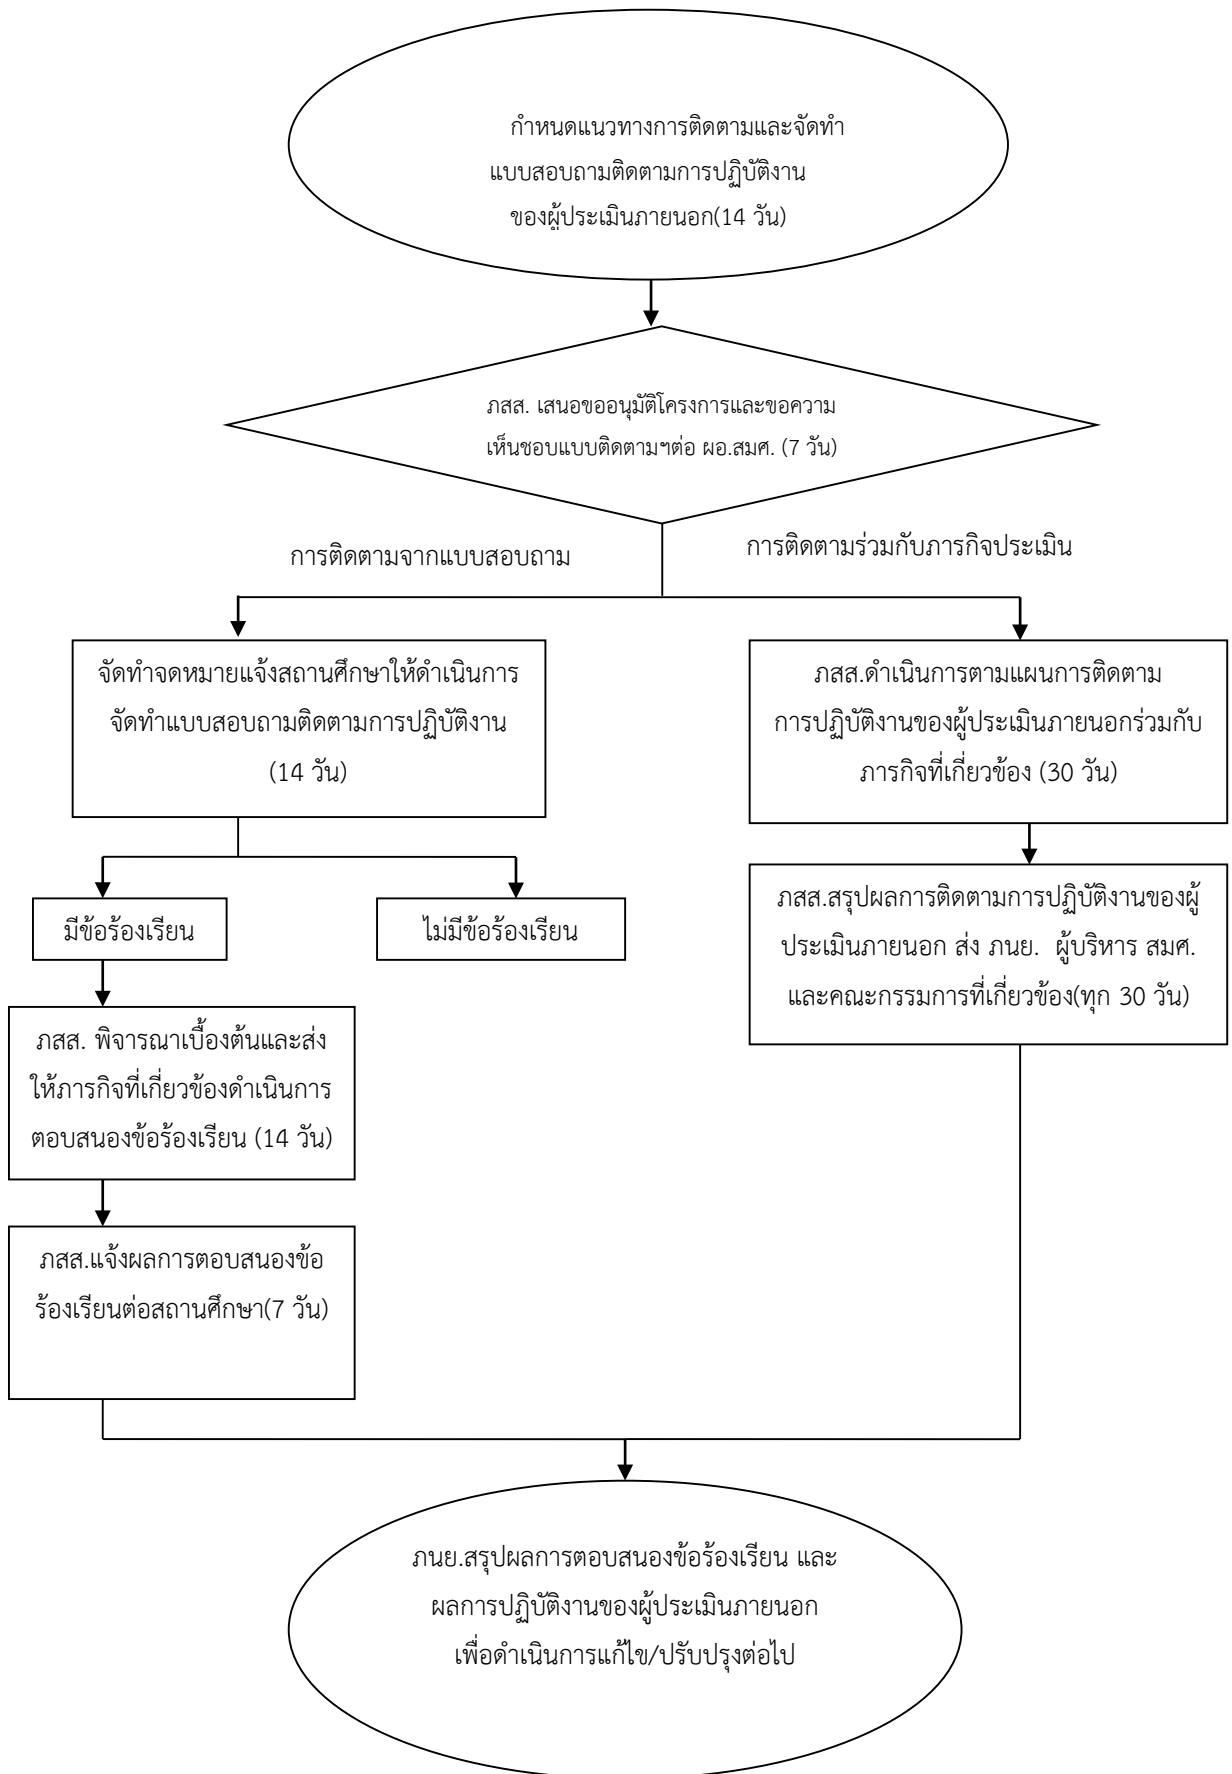 กำหนดแนวทางการติดตามและจัดทำ
แบบสอบถามติดตามการปฏิบัติงาน
ของผู้ประเมินภายนอก(14 วัน)
ภสส. เสนอขออนุมัติโครงการและขอความ
เห็นชอบแบบติดตามฯต่อ ผอ.สมศ. (7 วัน)
การติดตามจากแบบสอบถาม
การติดตามร่วมกับภารกิจประเมิน
จัดทำจดหมายแจ้งสถานศึกษาให้ดำเนินการ
จัดทำแบบสอบถามติดตามการปฏิบัติงาน
(14 วัน)
ภสส.ดำเนินการตามแผนการติดตาม
การปฏิบัติงานของผู้ประเมินภายนอกร่วมกับ
ภารกิจที่เกี่ยวข้อง (30 วัน)
มีข้อร้องเรียน
ไม่มีข้อร้องเรียน
ภสส.สรุปผลการติดตามการปฏิบัติงานของผู้
ประเมินภายนอก ส่ง ภนย.  ผู้บริหาร สมศ.
และคณะกรรมการที่เกี่ยวข้อง(ทุก 30 วัน)
ภสส. พิจารณาเบื้องต้นและส่ง
ให้ภารกิจที่เกี่ยวข้องดำเนินการ
ตอบสนองข้อร้องเรียน (14 วัน)
ภสส.แจ้งผลการตอบสนองข้อ
ร้องเรียนต่อสถานศึกษา(7 วัน)
ภนย.สรุปผลการตอบสนองข้อร้องเรียน และ
ผลการปฏิบัติงานของผู้ประเมินภายนอก
เพื่อดำเนินการแก้ไข/ปรับปรุงต่อไป